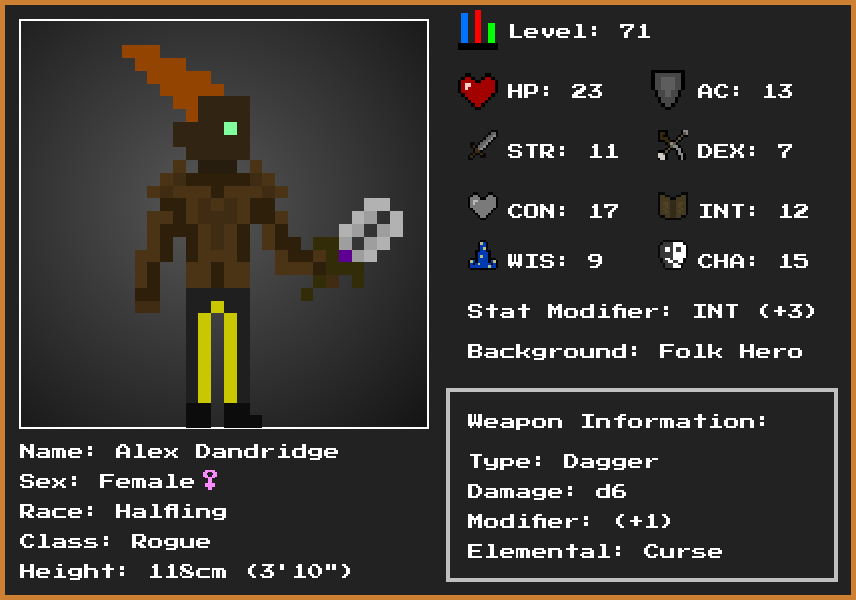 Level: 71
HP: 23
AC: 13
STR: 11
DEX: 7
CON: 17
INT: 12
WIS: 9
CHA: 15
Stat Modifier: INT (+3)
Background: Folk Hero
Weapon Information:
Type: Dagger
Damage: d6
Modifier: (+1)
Elemental: Curse
Name: Alex Dandridge
Sex: Female♀
Race: Halfling
Class: Rogue
Height: 118cm (3'10")